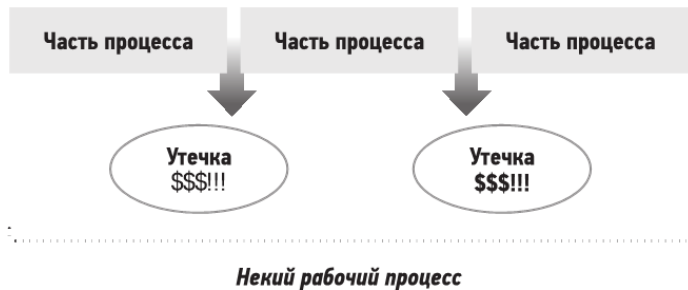 Часть процесса Часть процесса Часть процесса
Утечка Утечка
$$$!!! $$$!!!
Некий рабочий процесс